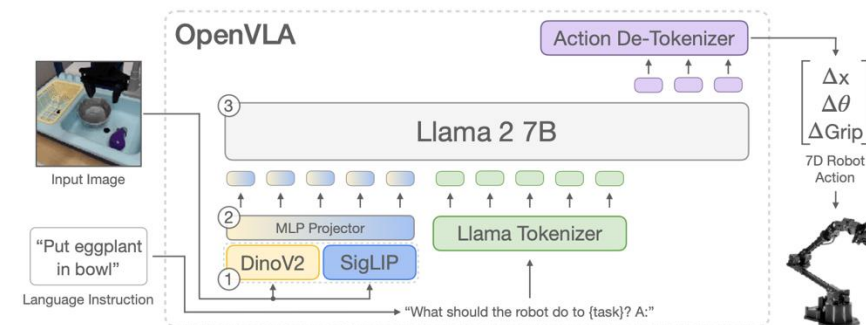 OpenVLA
Action De-Tokenizer
Δx
Δθ
ΔGrip
7D Robot
Action
3
Llama 2 7B
Input Image
2
MLP Projector
Llama Tokenizer
1
DinoV2
SigLIP
“Put eggplant
in bowl”
Language Instruction
“What should the robot do to {task}? A:”